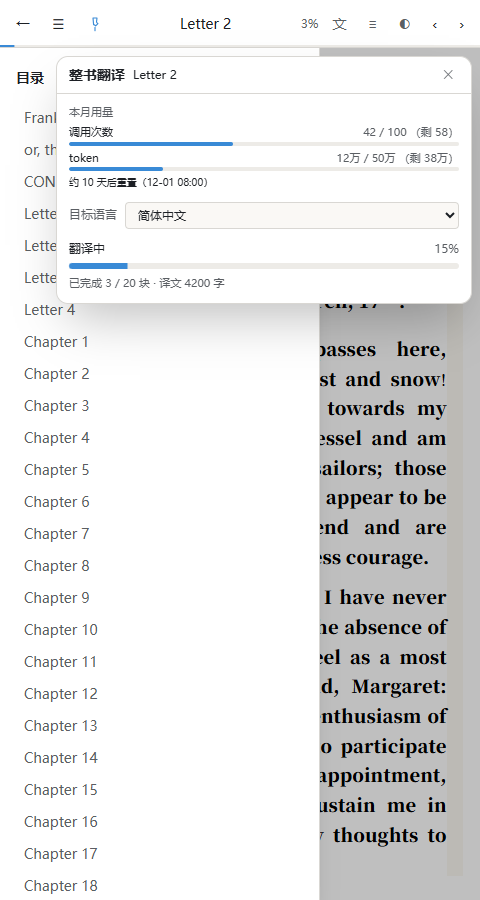 ← ☰ Letter 2 3% 文 ≡ ‹ ›
目录
整书翻译 Letter 2 ×
本月用量
调用次数 42 / 100 （剩 58）
token 12万 / 50万 （剩 38万）
约 10 天后重置（12-01 08:00）
目标语言 简体中文
翻译中 15%
已完成 3 / 20 块 · 译文 4200 字
or, th
CON
Lette
Lette
Lette
Letter 4
Chapter 1
Chapter 2
Chapter 3
Chapter 4
Chapter 5
Chapter 6
Chapter 7
Chapter 8
Chapter 9
Chapter 10
Chapter 11
Chapter 12
Chapter 13
Chapter 14
Chapter 15
Chapter 16
Chapter 17
Chapter 18
passes here,
st and snow!
towards my
essel and am
sailors; those
appear to be
end and are
ess courage.
I have never
he absence of
eel as a most
d, Margaret:
enthusiasm of
o participate
appointment,
ustain me in
thoughts to